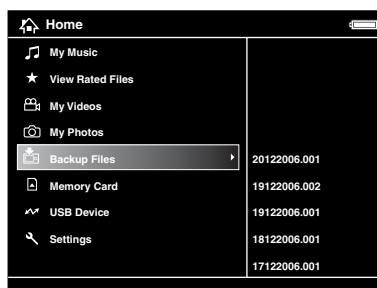 Home
My Music
View Rated Files
My Videos
My Photos
Backup Files
Memory Card
USB Device
Settings
20122006.001
19122006.002
19122006.001
18122006.001
17122006.001